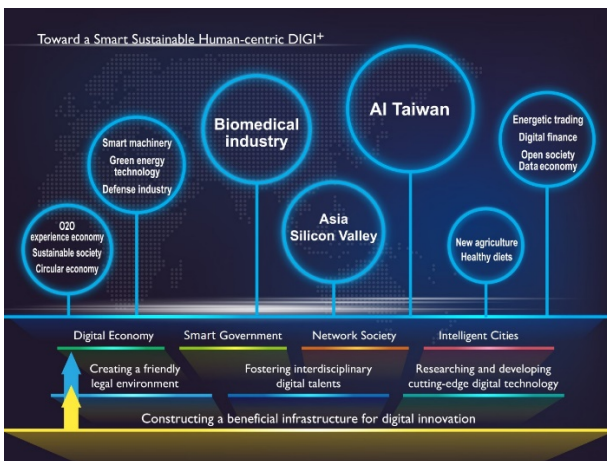 Toward a Smart Sustainable Human-centric DIGI+
O2O
experience economy
Sustainable society
Circular economy
Smart machinery
Green energy
technology
Defense industry
Biomedical
industry
Asia
Silicon Valley
AI Taiwan
New agriculture
Healthy diets
Energetic trading
Digital finance
Open society
Data economy
Digital Economy
Smart Government
Network Society
Intelligent Cities
Creating a friendly
legal environment
Fostering interdisciplinary
digital talents
Researching and developing
cutting-edge digital technology
Constructing a beneficial infrastructure for digital innovation